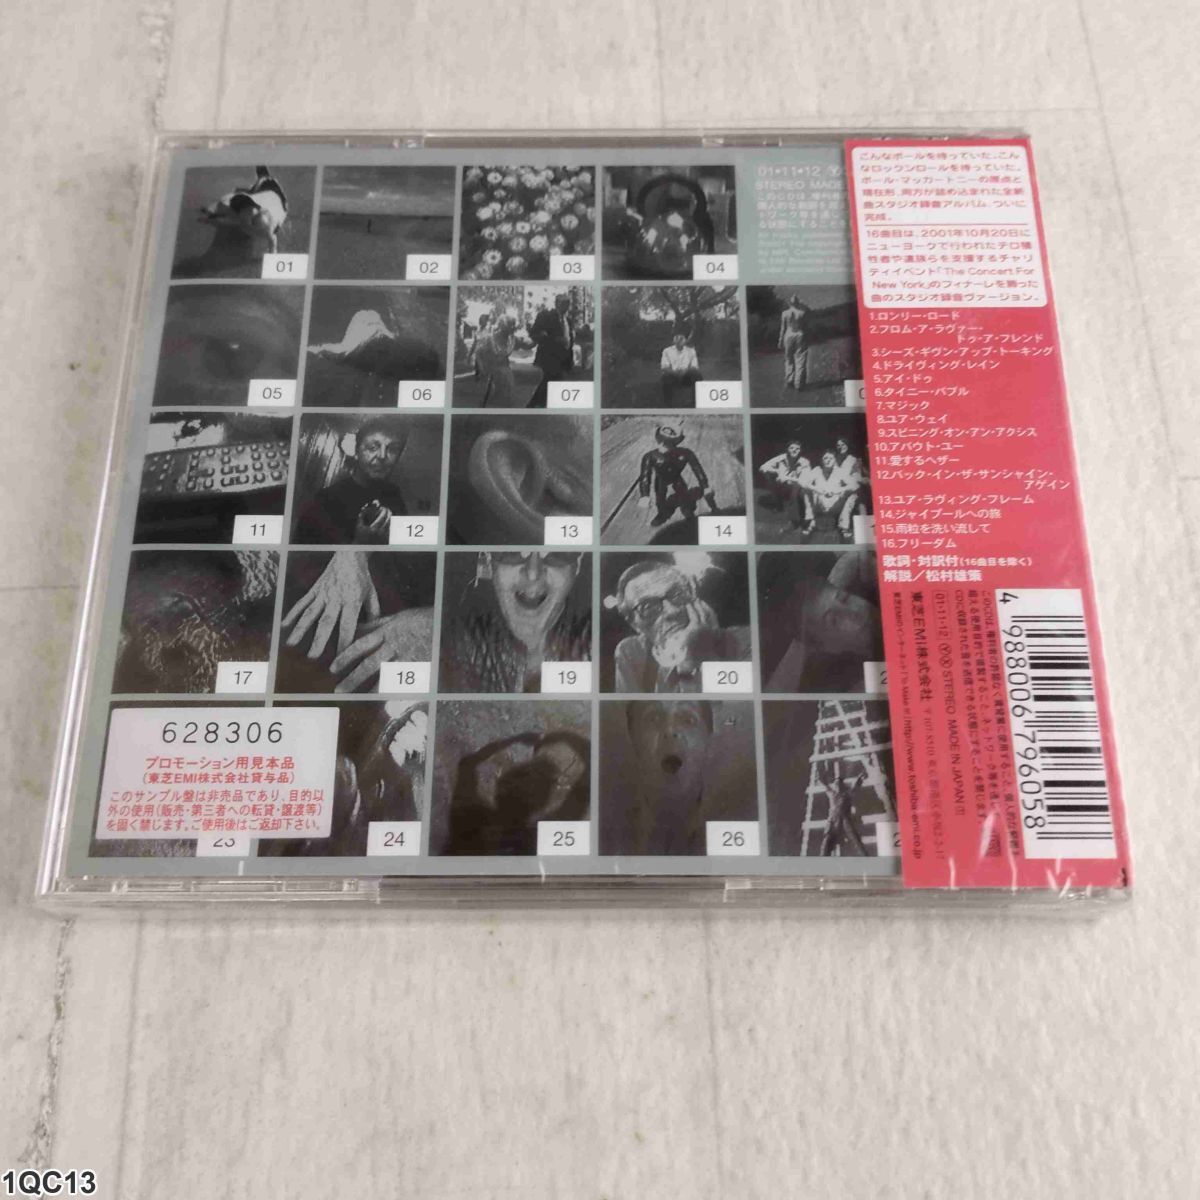 01
02
03
04
01•11•12
STEREO MADE
05
06
07
08
11
12
13
14
17
18
19
20
24
25
26
628306
プロモーション用見本品
(東芝EMI株式会社貸与品)
このサンプル盤は非売品であり、目的以
外の使用(販売・第三者への転貸・譲渡等)
を固く禁じます。ご使用後はご返却下さい。
23
こんなポールを待っていた。こん
なロックンロールを待っていた。
ポール・マッカートニーの原点と
現在形、両方が詰め込まれた全新
曲スタジオ録音アルバム、ついに
完成。
16曲目は、2001年10月20日に
ニューヨークで行われたテロ犠
牲者や遺族らを支援するチャリ
ティイベント「The Concert For
New York」のフィナーレを飾った
曲のスタジオ録音ヴァージョン。
1.ロンリー・ロード
2.フロム・ア・ラヴァー・
トゥ・ア・フレンド
3.シーズ・ギヴン・アップ・トーキング
4.ドライヴィング・レイン
5.アイ・ドゥ
6.タイニー・バブル
7.マジック
8.ユア・ウェイ
9.スピニング・オン・アン・アクシス
10.アバウト・ユー
11.愛するヘザー
12.バック・イン・ザ・サンシャイン・
アゲイン
13.ユア・ラヴィング・フレーム
14.ジャイプールへの旅
15.雨粒を洗い流して
16.フリーダム
歌詞・対訳付(16曲目を除く)
解説/松村雄策
4 988006 796058
01・11・12 STEREO MADE IN JAPAN
東芝EMI株式会社
http://www.toshiba-emi.co.jp
1QC13